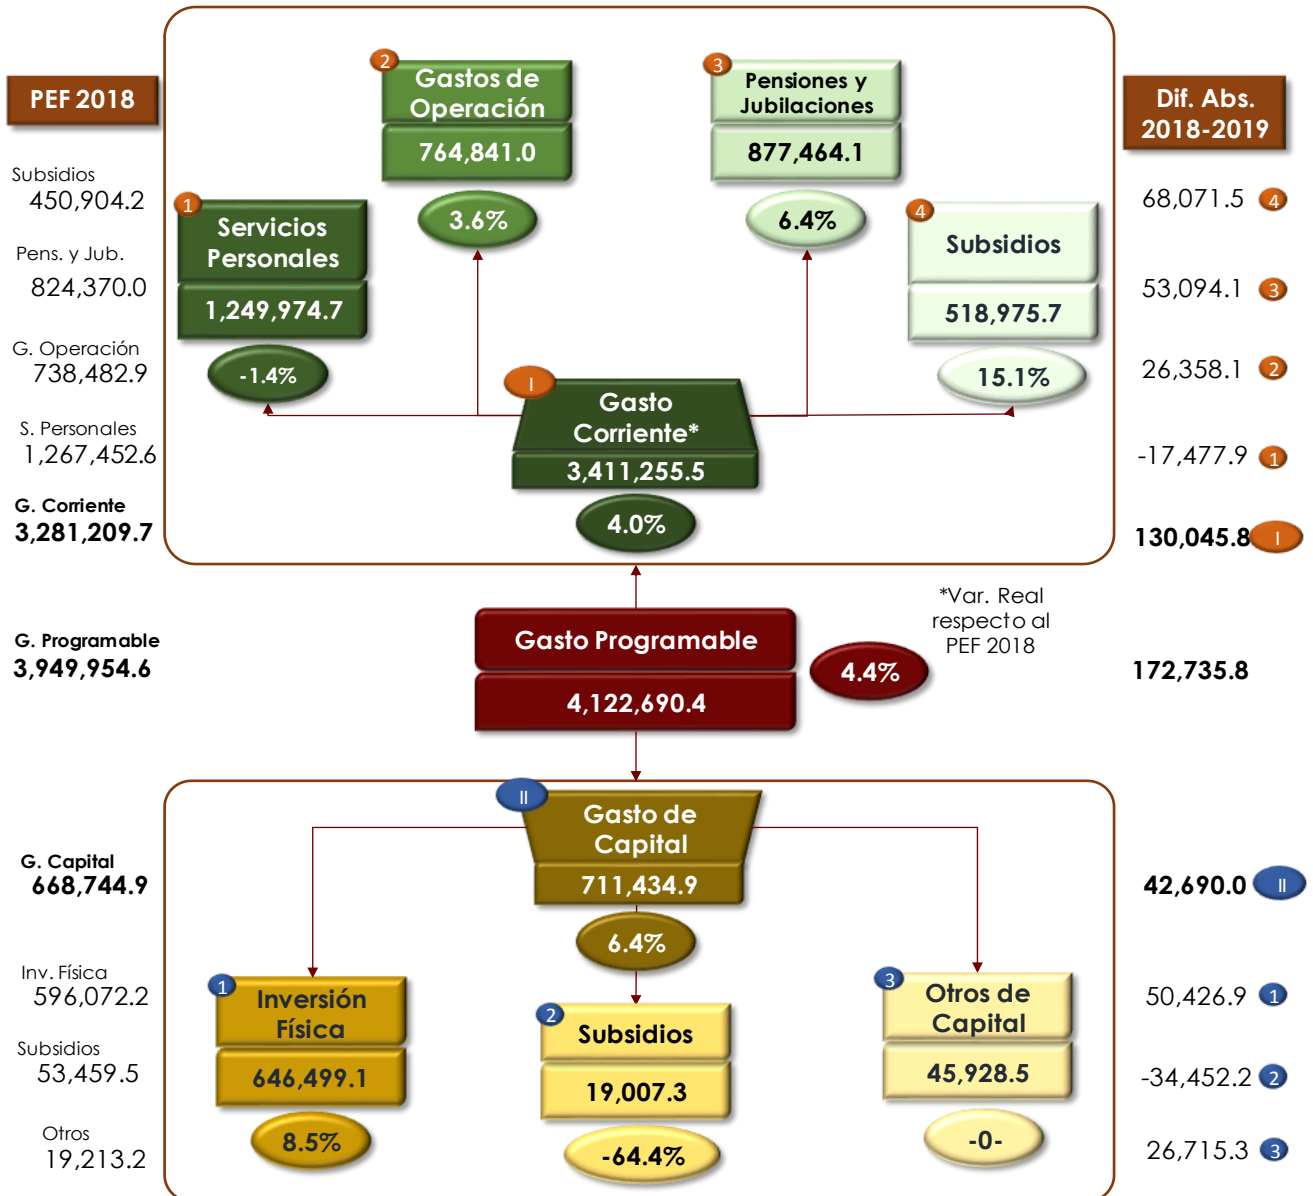 PEF 2018
Subsidios
450,904.2
Pens. y Jub.
824,370.0
G. Operación
738,482.9
S. Personales
1,267,452.6
G. Corriente
3,281,209.7
G. Programable
3,949,954.6
G. Capital
668,744.9
Inv. Física
596,072.2
Subsidios
53,459.5
Otros
19,213.2
1
Servicios
Personales
1,249,974.7
-1.4%
2
Gastos de
Operación
764,841.0
3.6%
3
Pensiones y
Jubilaciones
877,464.1
6.4%
4
Subsidios
518,975.7
15.1%
I
Gasto
Corriente*
3,411,255.5
4.0%
Gasto Programable
4,122,690.4
4.4%
*Var. Real
respecto al
PEF 2018
II
Gasto de
Capital
711,434.9
6.4%
1
Inversión
Física
646,499.1
8.5%
2
Subsidios
19,007.3
-64.4%
3
Otros de
Capital
45,928.5
-0-
Dif. Abs.
2018-2019
68,071.5 4
53,094.1 3
26,358.1 2
-17,477.9 1
130,045.8 I
172,735.8
42,690.0 II
50,426.9 1
-34,452.2 2
26,715.3 3